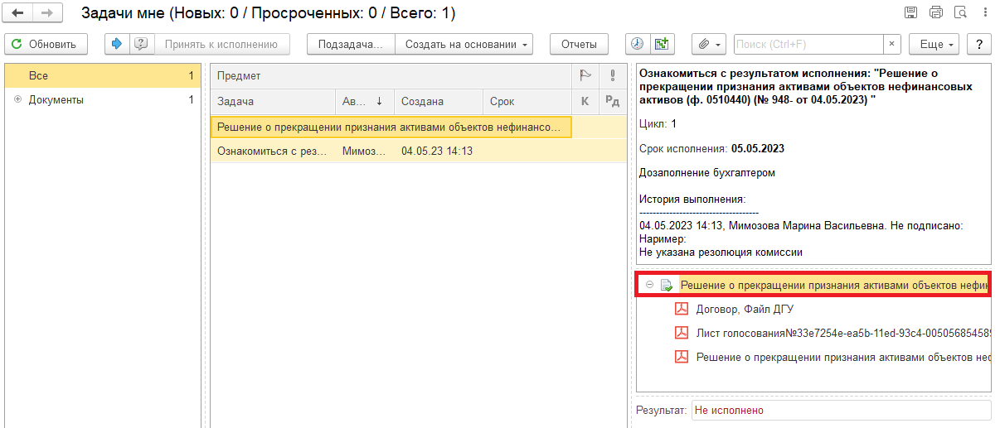 Задачи мне (Новых: 0 / Просроченных: 0 / Всего: 1)
Обновить
Принять к исполнению
Подзадача...
Создать на основании
Отчеты
Поиск (Ctrl+F)
×
Еще
?
Все 1
Документы 1
Предмет
Задача Ав... ↓ Создана Срок К Рд
Решение о прекращении признания активами объектов нефинансо...
Ознакомиться с рез... Мимоз... 04.05.23 14:13
Ознакомиться с результатом исполнения: "Решение о
прекращении признания активами объектов нефинансовых
активов (ф. 0510440) (№ 948- от 04.05.2023) "
Цикл: 1
Срок исполнения: 05.05.2023
Дозаполнение бухгалтером
История выполнения:
------------------------------------
04.05.2023 14:13, Мимозова Марина Васильевна. Не подписано:
Наример:
Не указана резолюция комиссии
Решение о прекращении признания активами объектов нефин
Договор, Файл ДГУ
Лист голосования№33e7254e-ea5b-11ed-93c4-00505685458
Решение о прекращении признания активами объектов неф
Результат: Не исполнено